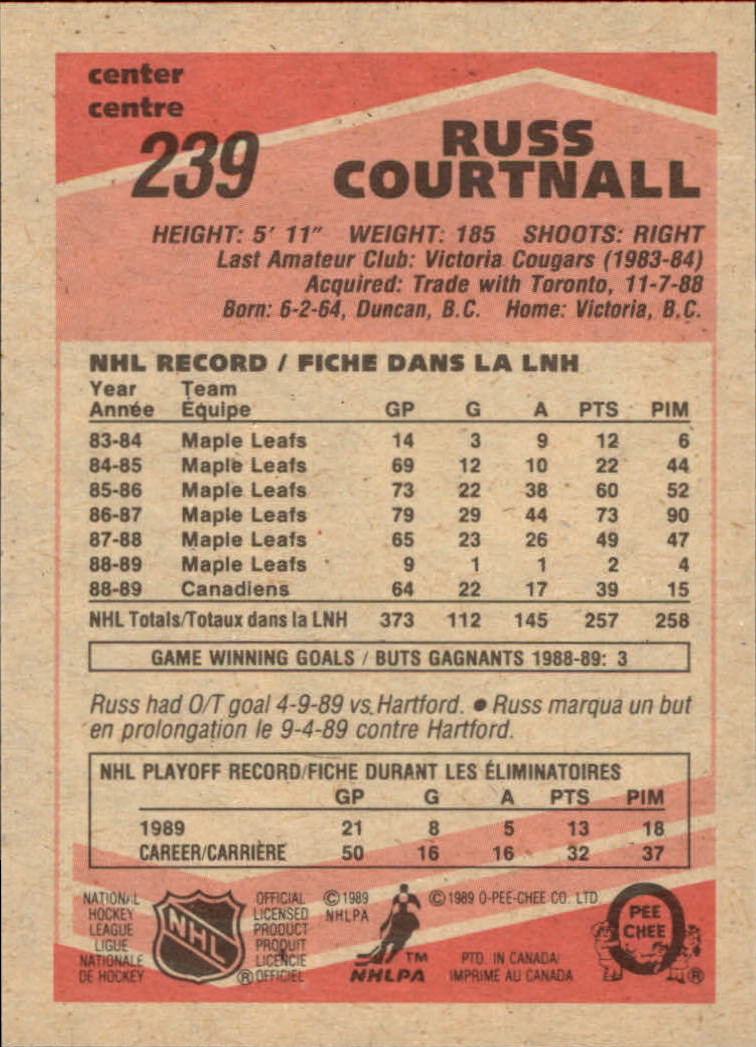 center
centre
239
RUSS
COURTNALL
HEIGHT: 5' 11" WEIGHT: 185 SHOOTS: RIGHT
Last Amateur Club: Victoria Cougars (1983-84)
Acquired: Trade with Toronto, 11-7-88
Born: 6-2-64, Duncan, B.C. Home: Victoria, B.C.
NHL RECORD / FICHE DANS LA LNH
Year Team
Année Équipe GP G A PTS PIM
83-84 Maple Leafs 14 3 9 12 6
84-85 Maple Leafs 69 12 10 22 44
85-86 Maple Leafs 73 22 38 60 52
86-87 Maple Leafs 79 29 44 73 90
87-88 Maple Leafs 65 23 26 49 47
88-89 Maple Leafs 9 1 1 2 4
88-89 Canadiens 64 22 17 39 15
NHL Totals/Totaux dans la LNH 373 112 145 257 258
GAME WINNING GOALS / BUTS GAGNANTS 1988-89: 3
Russ had O/T goal 4-9-89 vs. Hartford. ● Russ marqua un but
en prolongation le 9-4-89 contre Hartford.
NHL PLAYOFF RECORD/FICHE DURANT LES ÉLIMINATOIRES
GP G A PTS PIM
1989 21 8 5 13 18
CAREER/CARRIÈRE 50 16 16 32 37
NATIONAL
HOCKEY
LEAGUE
LIGUE
NATIONALE
DE HOCKEY
NHL
OFFICIAL
LICENSED
PRODUCT
PRODUIT
LICENCIE
® OFFICIEL
© 1989
NHLPA
TM
NHLPA
© 1989 O-PEE-CHEE CO. LTD
PTD. IN CANADA/
IMPRIME AU CANADA
PEE
CHEE
®